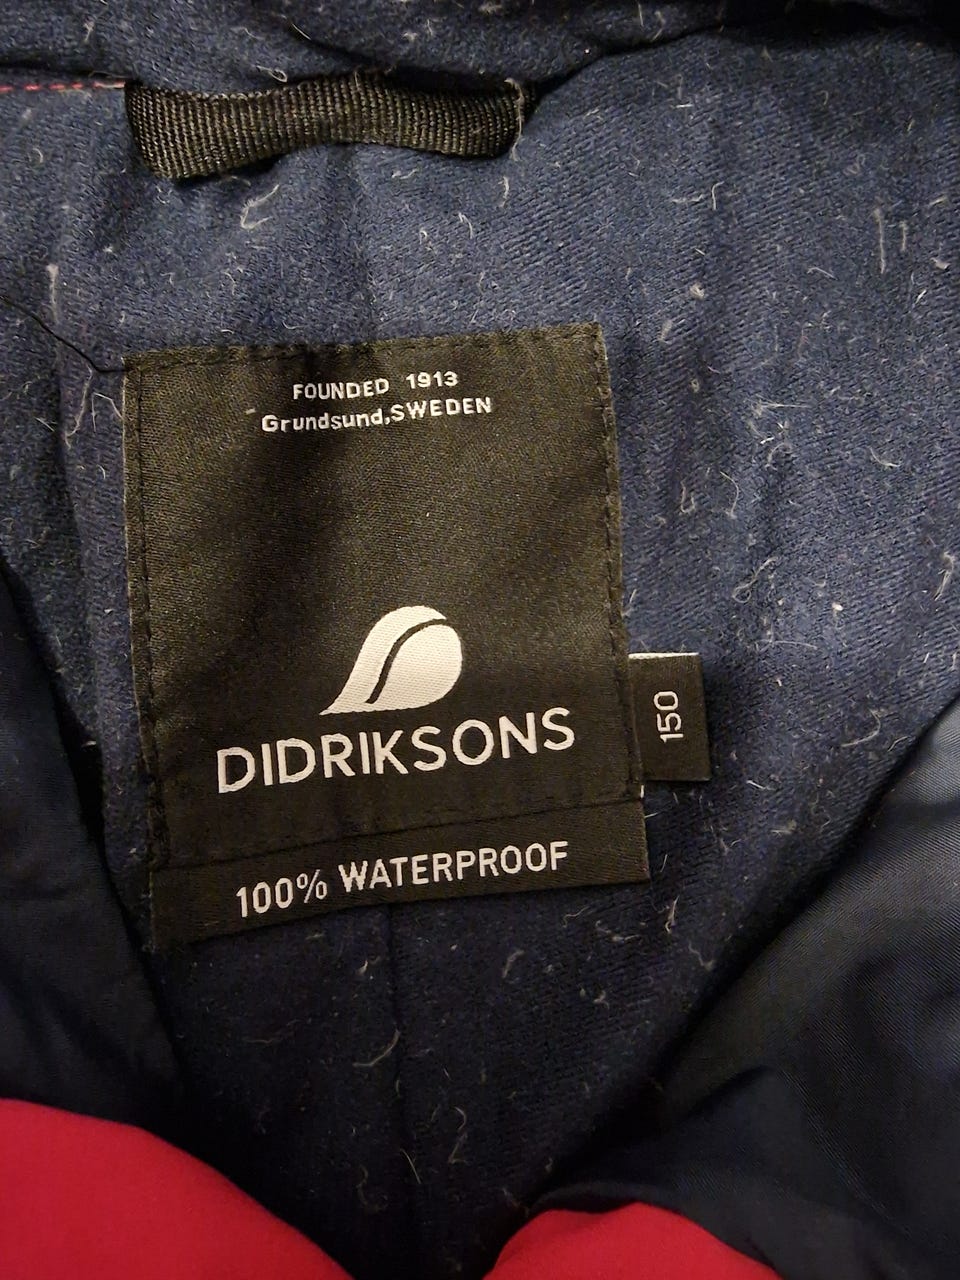 FOUNDED 1913
Grundsund,SWEDEN
DIDRIKSONS
150
100% WATERPROOF